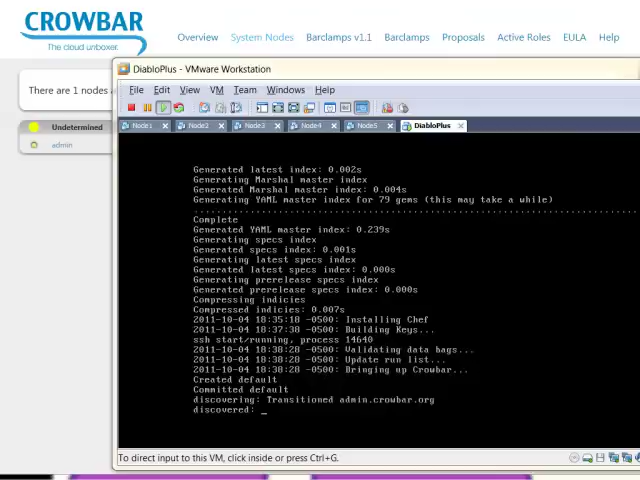 CROWBAR
The cloud unboxer.
Overview System Nodes Barclamps v1.1 Barclamps Proposals Active Roles EULA Help
There are 1 nodes
Undetermined
admin
DiabloPlus - VMware Workstation
File Edit View VM Team Windows Help
Node1 Node2 Node3 Node4 Node5 DiabloPlus
Generated latest index: 0.002s
Generating Marshal master index
Generated Marshal master index: 0.004s
Generating YAML master index for 79 gems (this may take a while)
Complete
Generated YAML master index: 0.239s
Generating specs index
Generated specs index: 0.001s
Generating latest specs index
Generated latest specs index: 0.000s
Generating prerelease specs index
Generated prerelease specs index: 0.000s
Compressing indicies
Compressed indicies: 0.007s
2011-10-04 18:35:18 -0500: Installing Chef
2011-10-04 18:37:38 -0500: Building Keys...
ssh start/running, process 14640
2011-10-04 18:38:28 -0500: Validating data bags...
2011-10-04 18:38:28 -0500: Update run list...
2011-10-04 18:38:28 -0500: Bringing up Crowbar...
Created default
Committed default
discovering: Transitioned admin.crowbar.org
discovered: _
To direct input to this VM, click inside or press Ctrl+G.